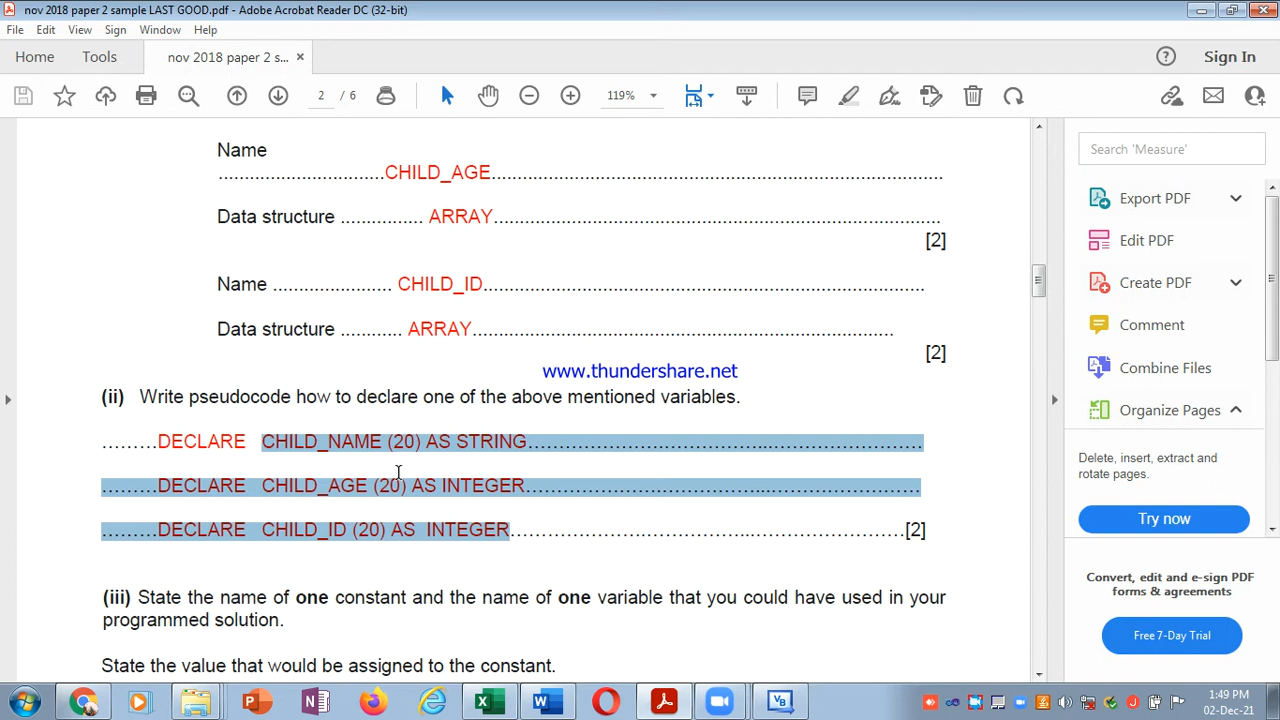 nov 2018 paper 2 sample LAST GOOD.pdf - Adobe Acrobat Reader DC (32-bit)
File Edit View Sign Window Help
Home Tools nov 2018 paper 2 s... ×
Sign In
2 / 6 119%
Name
.................................CHILD_AGE................................................................................
Data structure ............... ARRAY................................................................................
[2]
Name ..................... CHILD_ID................................................................................
Data structure ........... ARRAY...........................................................................
[2]
www.thundershare.net
(ii) Write pseudocode how to declare one of the above mentioned variables.
………DECLARE CHILD_NAME (20) AS STRING……………………………………..……………………
………DECLARE CHILD_AGE (20) AS INTEGER…………………..……………...……………………
………DECLARE CHILD_ID (20) AS INTEGER……………………………………..……………………[2]
(iii) State the name of one constant and the name of one variable that you could have used in your
programmed solution.
State the value that would be assigned to the constant.
Search 'Measure'
Export PDF
Edit PDF
Create PDF
Comment
Combine Files
Organize Pages
Delete, insert, extract and
rotate pages.
Try now
Convert, edit and e-sign PDF
forms & agreements
Free 7-Day Trial
1:49 PM
02-Dec-21